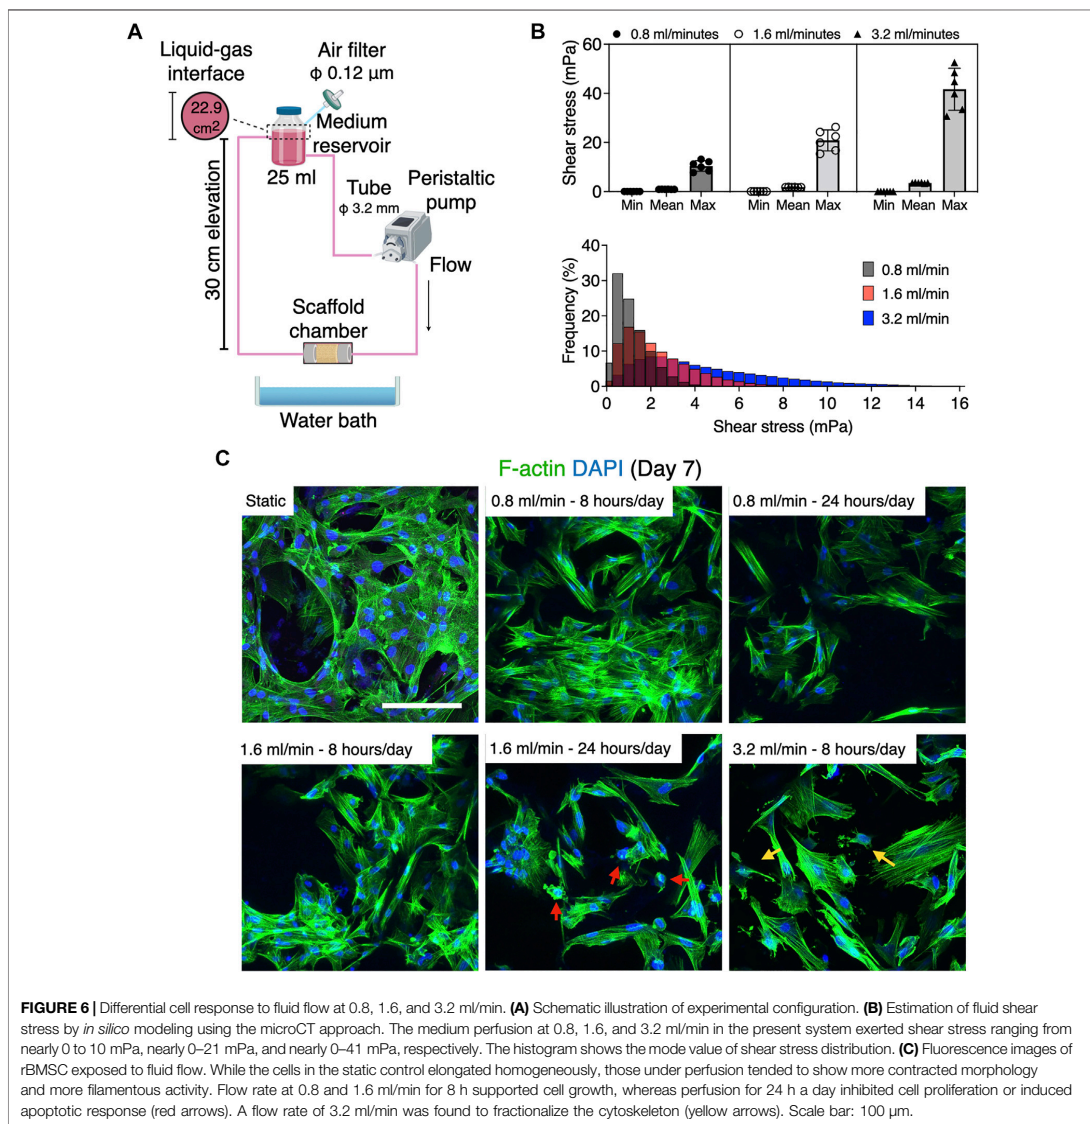 A
Liquid-gas
interface
22.9
cm2
Air filter
Φ 0.12 μm
Medium
reservoir
25 ml
Tube
Φ 3.2 mm
Peristaltic
pump
Flow
30 cm elevation
Scaffold
chamber
Water bath
B
0.8 ml/minutes 1.6 ml/minutes 3.2 ml/minutes
Shear stress (mPa)
60
40
20
0
Min Mean Max Min Mean Max Min Mean Max
Frequency (%)
40
30
20
10
0
0.8 ml/min
1.6 ml/min
3.2 ml/min
0 2 4 6 8 10 12 14 16
Shear stress (mPa)
C
F-actin DAPI (Day 7)
Static
0.8 ml/min - 8 hours/day
0.8 ml/min - 24 hours/day
1.6 ml/min - 8 hours/day
1.6 ml/min - 24 hours/day
3.2 ml/min - 8 hours/day
FIGURE 6 | Differential cell response to fluid flow at 0.8, 1.6, and 3.2 ml/min. (A) Schematic illustration of experimental configuration. (B) Estimation of fluid shear
stress by in silico modeling using the microCT approach. The medium perfusion at 0.8, 1.6, and 3.2 ml/min in the present system exerted shear stress ranging from
nearly 0 to 10 mPa, nearly 0–21 mPa, and nearly 0–41 mPa, respectively. The histogram shows the mode value of shear stress distribution. (C) Fluorescence images of
rBMSC exposed to fluid flow. While the cells in the static control elongated homogeneously, those under perfusion tended to show more contracted morphology
and more filamentous activity. Flow rate at 0.8 and 1.6 ml/min for 8 h supported cell growth, whereas perfusion for 24 h a day inhibited cell proliferation or induced
apoptotic response (red arrows). A flow rate of 3.2 ml/min was found to fractionalize the cytoskeleton (yellow arrows). Scale bar: 100 μm.